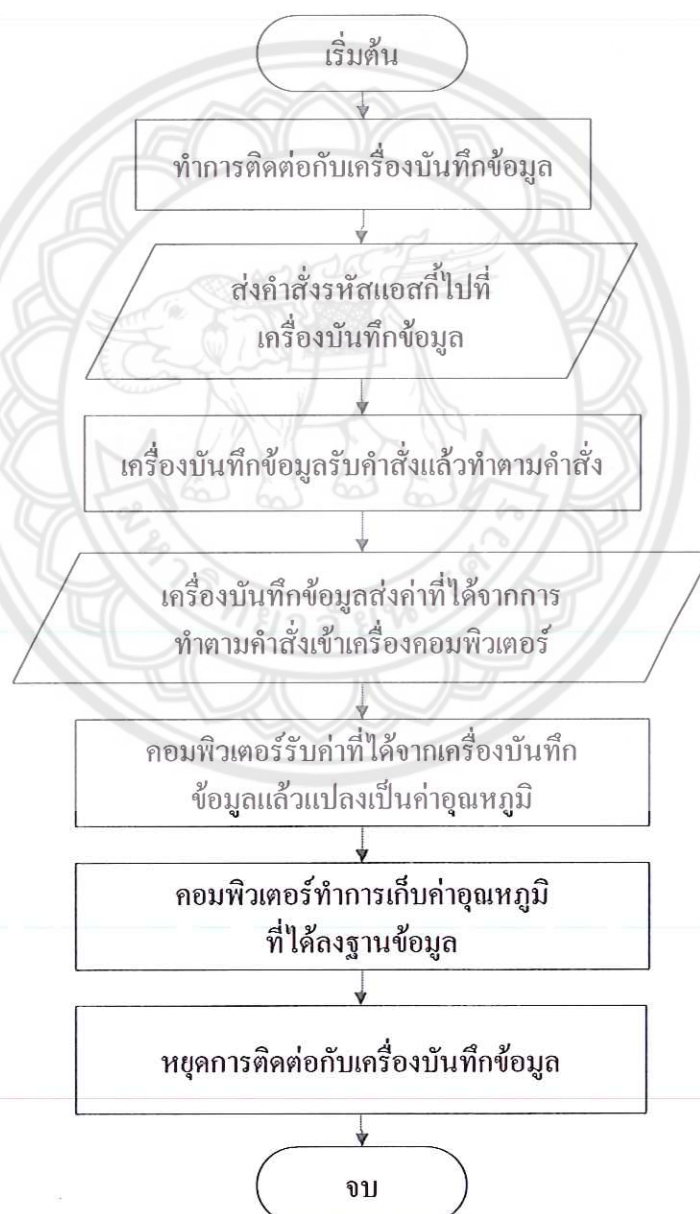 เริ่มต้น
ทำการติดต่อกับเครื่องบันทึกข้อมูล
ส่งคำสั่งรหัสแอสกี้ไปที่
เครื่องบันทึกข้อมูล
เครื่องบันทึกข้อมูลรับคำสั่งแล้วทำตามคำสั่ง
เครื่องบันทึกข้อมูลส่งค่าที่ได้จากการ
ทำตามคำสั่งเข้าเครื่องคอมพิวเตอร์
คอมพิวเตอร์รับค่าที่ได้จากเครื่องบันทึก
ข้อมูลแล้วแปลงเป็นค่าอุณหภูมิ
คอมพิวเตอร์ทำการเก็บค่าอุณหภูมิ
ที่ได้ลงฐานข้อมูล
หยุดการติดต่อกับเครื่องบันทึกข้อมูล
จบ